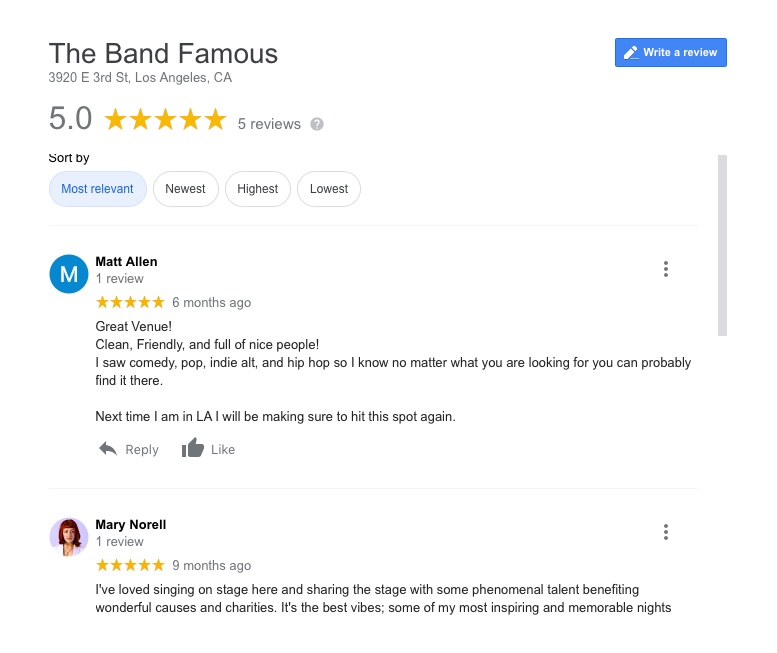 The Band Famous
Write a review
3920 E 3rd St, Los Angeles, CA
5.0 5 reviews ?
Sort by
Most relevant Newest Highest Lowest
M Matt Allen
1 review
6 months ago
Great Venue!
Clean, Friendly, and full of nice people!
I saw comedy, pop, indie alt, and hip hop so I know no matter what you are looking for you can probably
find it there.
Next time I am in LA I will be making sure to hit this spot again.
Reply Like
Mary Norell
1 review
9 months ago
I've loved singing on stage here and sharing the stage with some phenomenal talent benefiting
wonderful causes and charities. It's the best vibes; some of my most inspiring and memorable nights